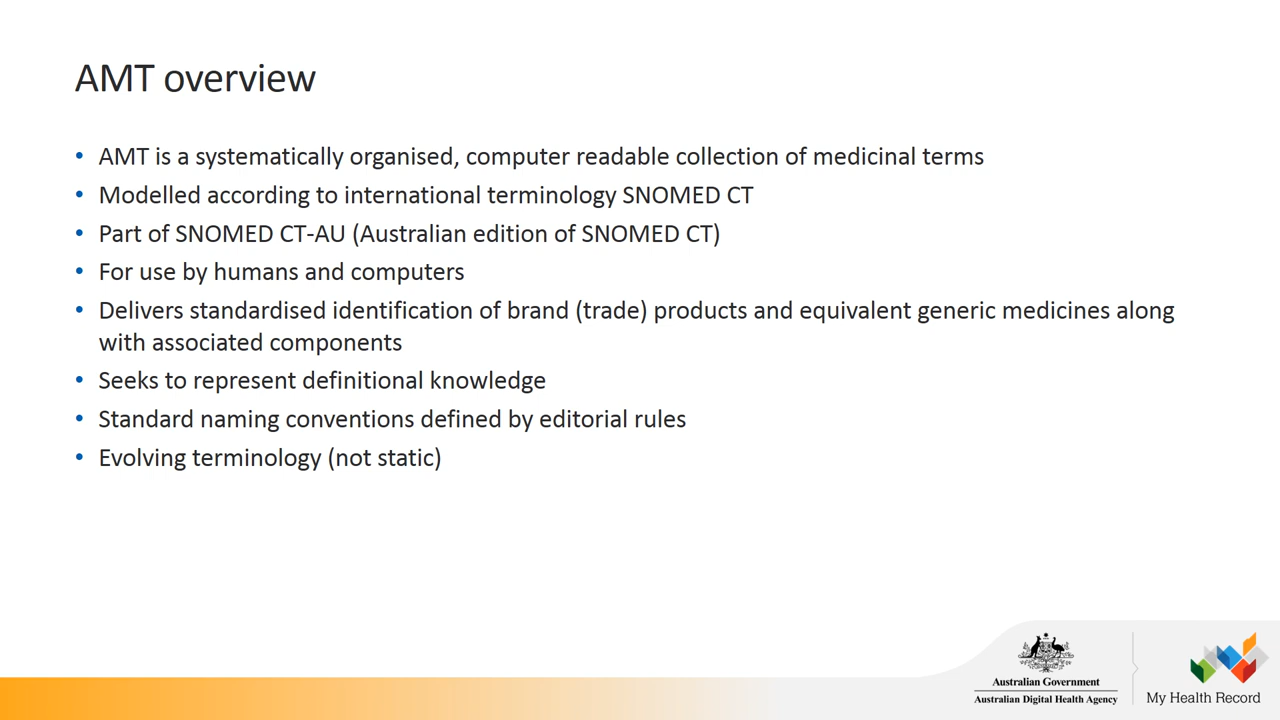 AMT overview
• AMT is a systematically organised, computer readable collection of medicinal terms
• Modelled according to international terminology SNOMED CT
• Part of SNOMED CT-AU (Australian edition of SNOMED CT)
• For use by humans and computers
• Delivers standardised identification of brand (trade) products and equivalent generic medicines along
with associated components
• Seeks to represent definitional knowledge
• Standard naming conventions defined by editorial rules
• Evolving terminology (not static)
Australian Government
Australian Digital Health Agency
My Health Record